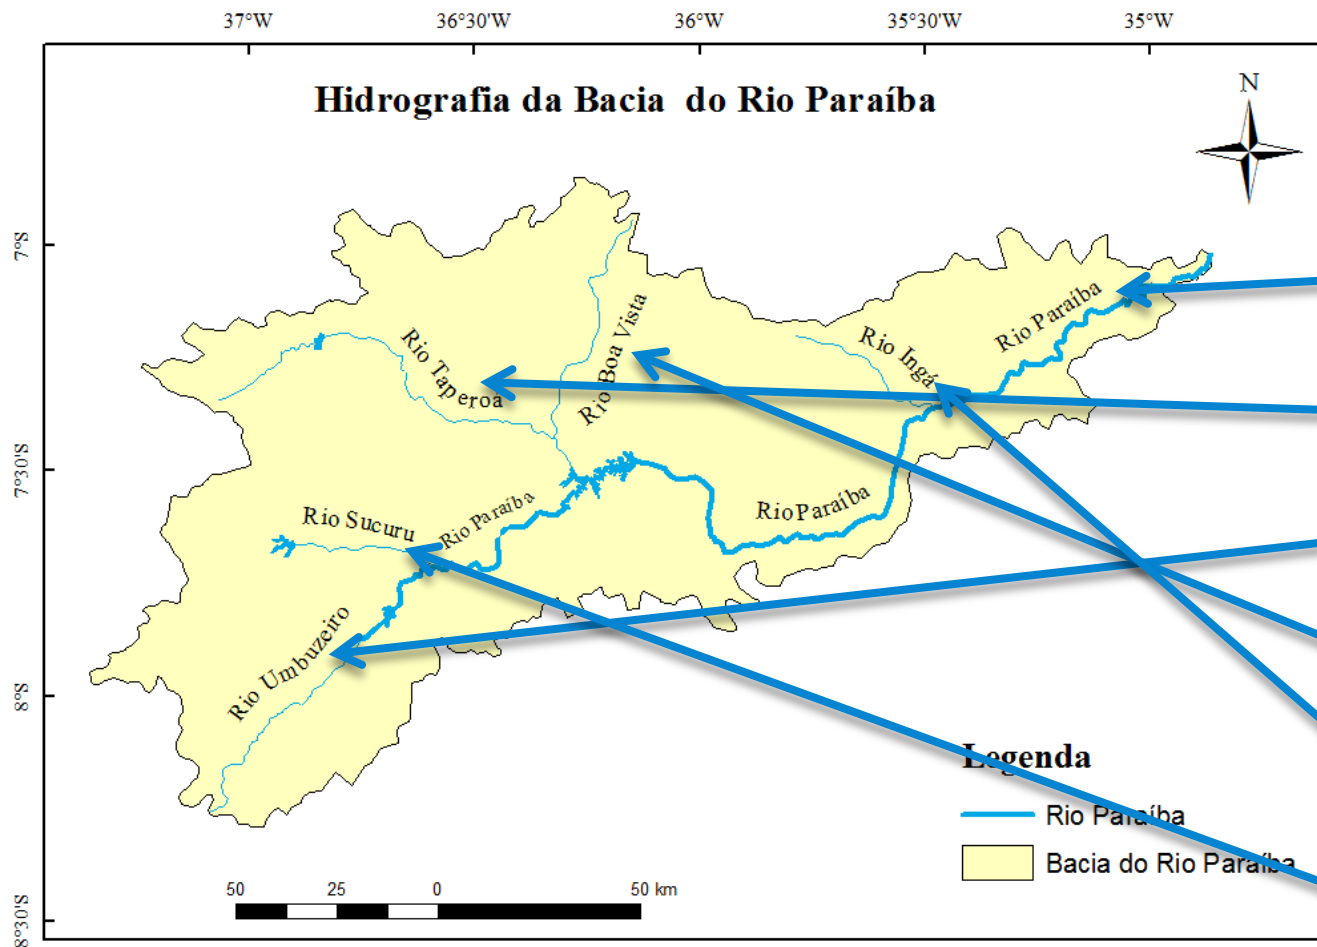 37°W 36°30'W 36°W 35°30'W 35°W
Hidrografia da Bacia do Rio Paraíba
N
7°S
Rio Boa Vista
Rio Paraíba
Rio Taperoa
Rio Ingá
7°30'S
Rio Paraíba
Rio Paraíba
Rio Sucuru
Rio Umbuzeiro
8°S
Legenda
Rio Paraíba
Bacia do Rio Paraíba
50 25 0 50 km
8°30'S